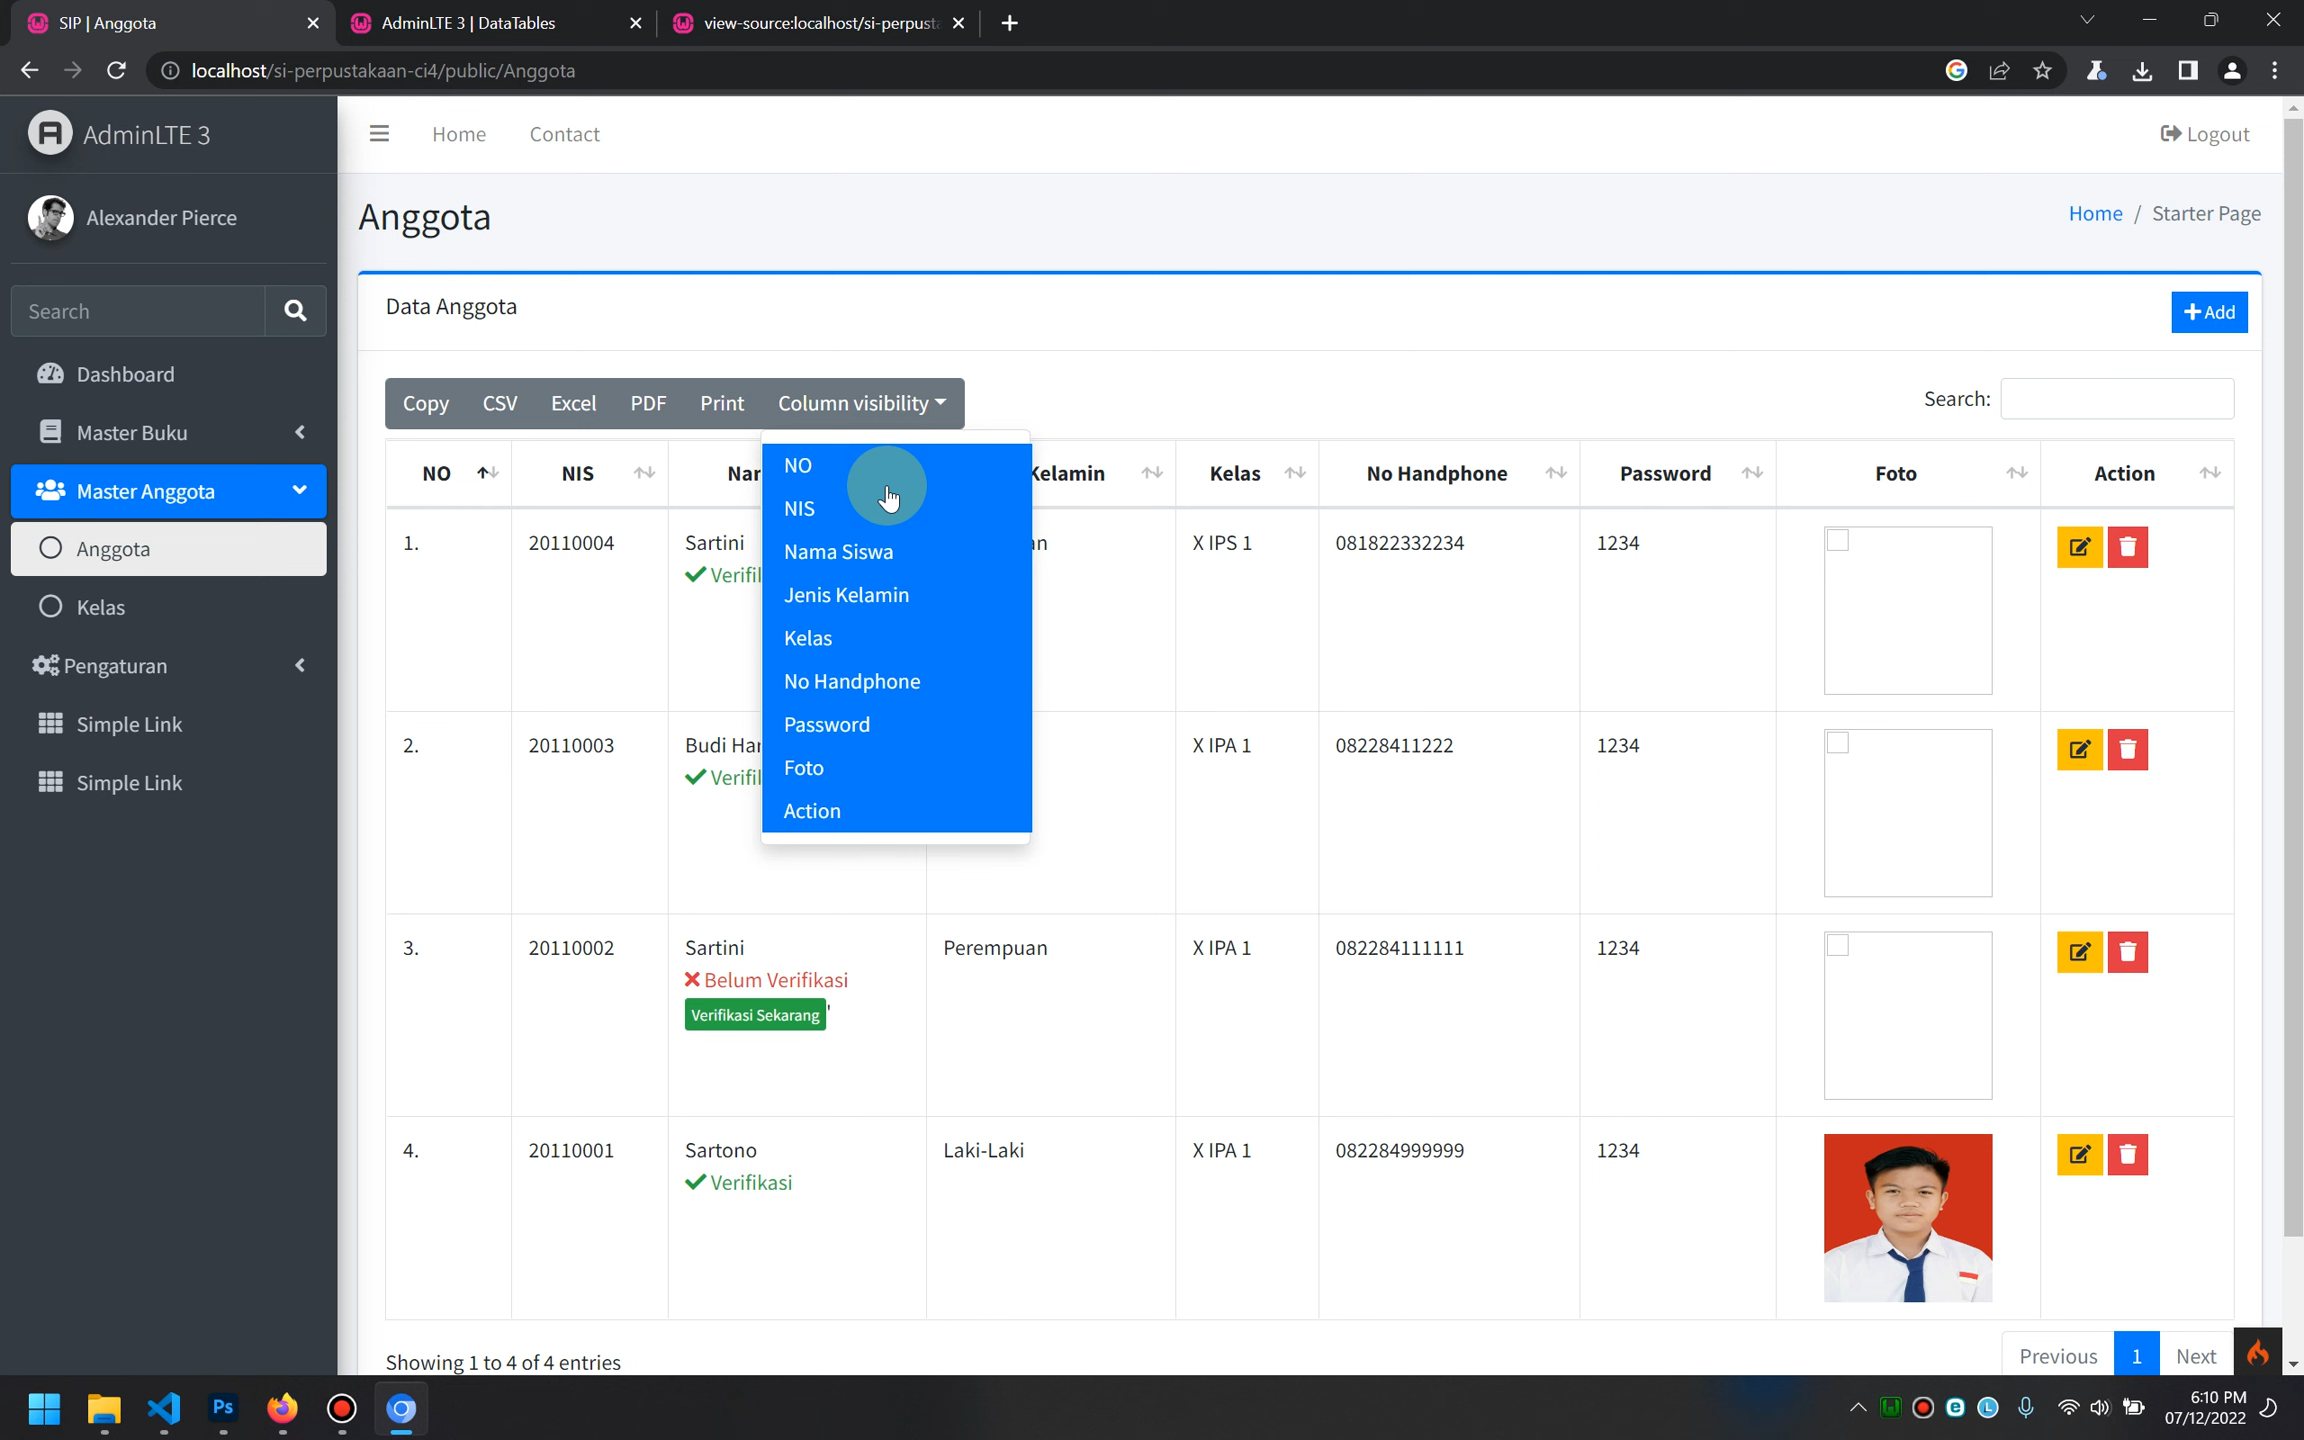 SIP | Anggota
AdminLTE 3 | DataTables
view-source:localhost/si-perpust
localhost/si-perpustakaan-ci4/public/Anggota
AdminLTE 3
Home
Contact
Logout
Alexander Pierce
Anggota
Home / Starter Page
Search
Data Anggota
+Add
Dashboard
Master Buku
Master Anggota
Anggota
Kelas
Pengaturan
Simple Link
Simple Link
Copy CSV Excel PDF Print Column visibility
Search:
NO NIS Nar Kelamin Kelas No Handphone Password Foto Action
NO
NIS
Nama Siswa
Jenis Kelamin
Kelas
No Handphone
Password
Foto
Action
1. 20110004 Sartini an X IPS 1 081822332234 1234
Verifik
2. 20110003 Budi Har X IPA 1 08228411222 1234
Verifik
3. 20110002 Sartini Perempuan X IPA 1 082284111111 1234
Belum Verifikasi
Verifikasi Sekarang '
4. 20110001 Sartono Laki-Laki X IPA 1 082284999999 1234
Verifikasi
Showing 1 to 4 of 4 entries
Previous 1 Next
Ps
6:10 PM
07/12/2022